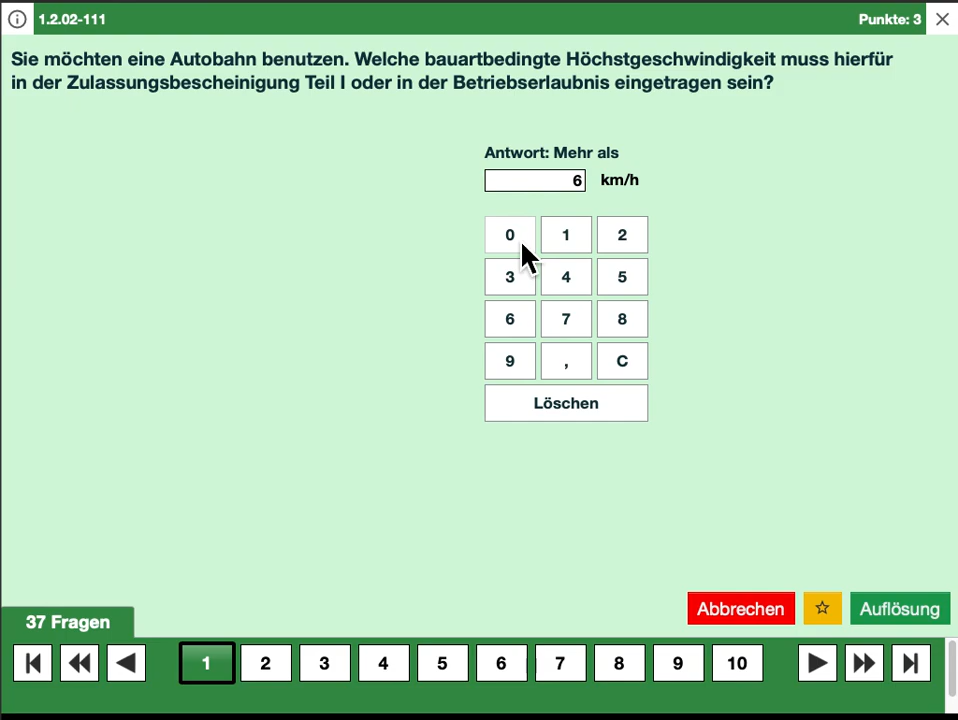 1.2.02-111
Punkte: 3
Sie möchten eine Autobahn benutzen. Welche bauartbedingte Höchstgeschwindigkeit muss hierfür
in der Zulassungsbescheinigung Teil I oder in der Betriebserlaubnis eingetragen sein?
Antwort: Mehr als
6 km/h
0 1 2
3 4 5
6 7 8
9 , C
Löschen
Abbrechen
Auflösung
37 Fragen
1 2 3 4 5 6 7 8 9 10